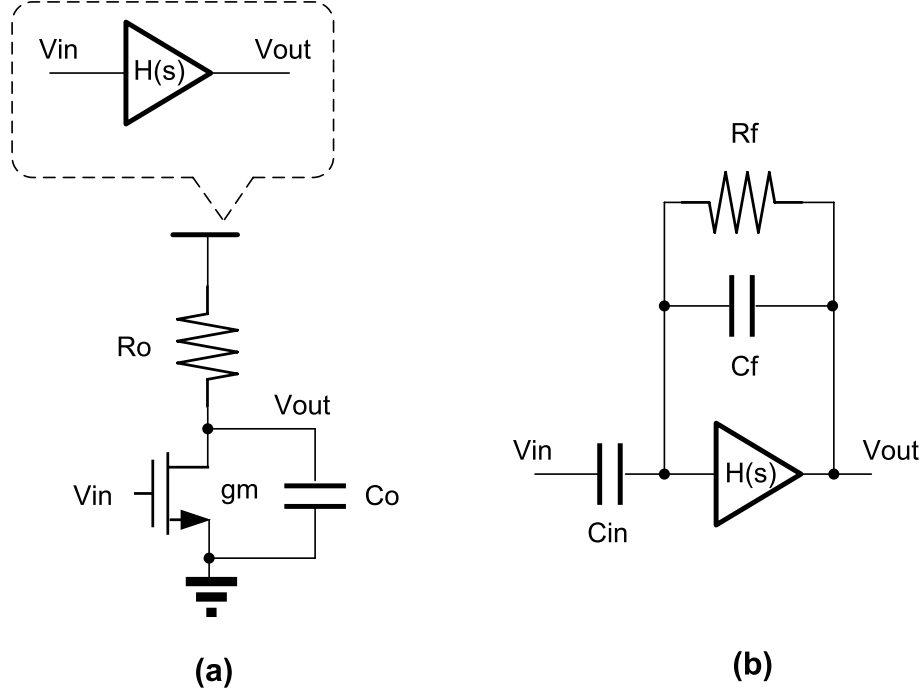 Vin
Vout
H(s)
Rf
Ro
Cf
Vout
Vin
Vout
H(s)
Vin
gm
Co
Cin
(a)
(b)